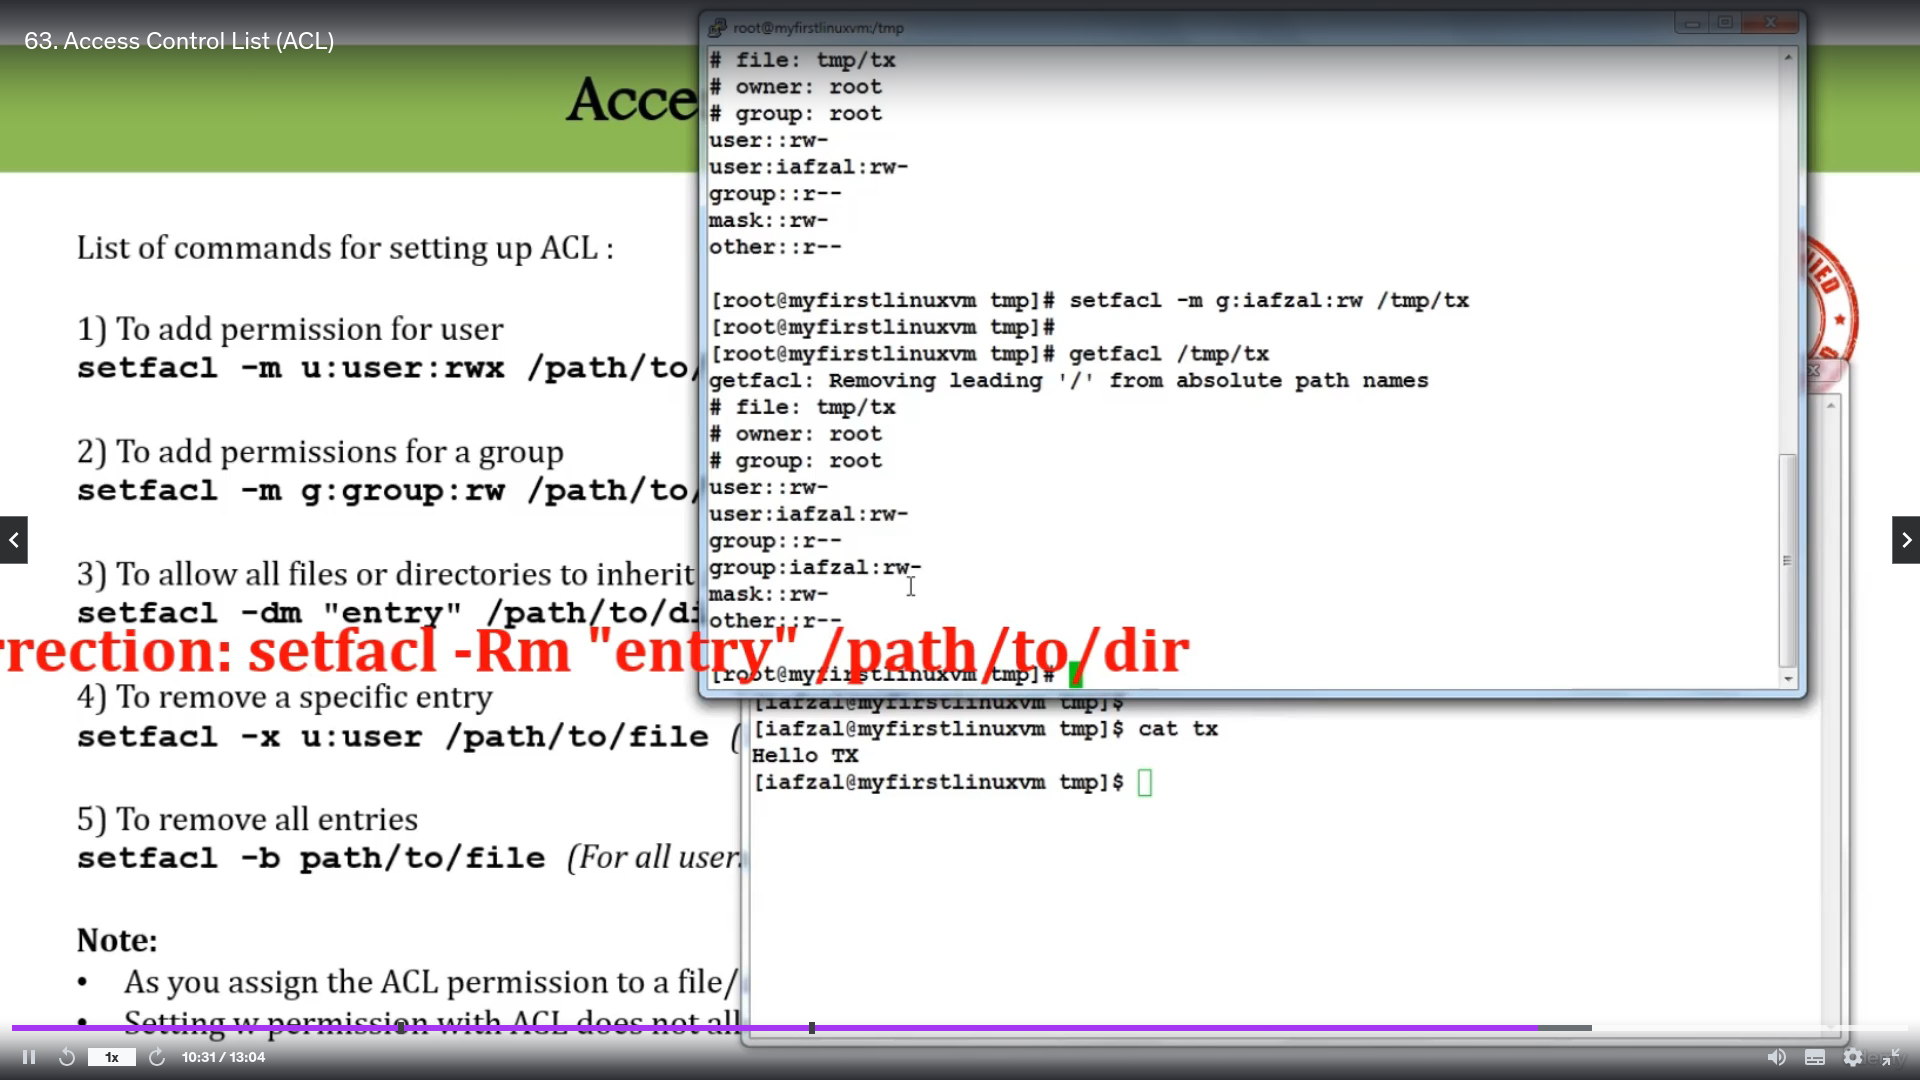 63. Access Control List (ACL)
root@myfirstlinuxvm:/tmp
Acce
List of commands for setting up ACL :
1) To add permission for user
setfacl -m u:user:rwx /path/to/
2) To add permissions for a group
setfacl -m g:group:rw /path/to/
3) To allow all files or directories to inherit
setfacl -dm "entry" /path/to/di
rrection: setfacl -Rm "entry" /path/to/dir
4) To remove a specific entry
setfacl -x u:user /path/to/file (
5) To remove all entries
setfacl -b path/to/file (For all user
Note:
• As you assign the ACL permission to a file/
• Setting w permission with ACL does not all
# file: tmp/tx
# owner: root
# group: root
user::rw-
user:iafzal:rw-
group::r--
mask::rw-
other::r--
[root@myfirstlinuxvm tmp]# setfacl -m g:iafzal:rw /tmp/tx
[root@myfirstlinuxvm tmp]#
[root@myfirstlinuxvm tmp]# getfacl /tmp/tx
getfacl: Removing leading '/' from absolute path names
# file: tmp/tx
# owner: root
# group: root
user::rw-
user:iafzal:rw-
group::r--
group:iafzal:rw-
mask::rw-
other::r--
[root@myfirstlinuxvm tmp]#
[iafzal@myfirstlinuxvm tmp]$
[iafzal@myfirstlinuxvm tmp]$ cat tx
Hello TX
[iafzal@myfirstlinuxvm tmp]$
1x
10:31 / 13:04